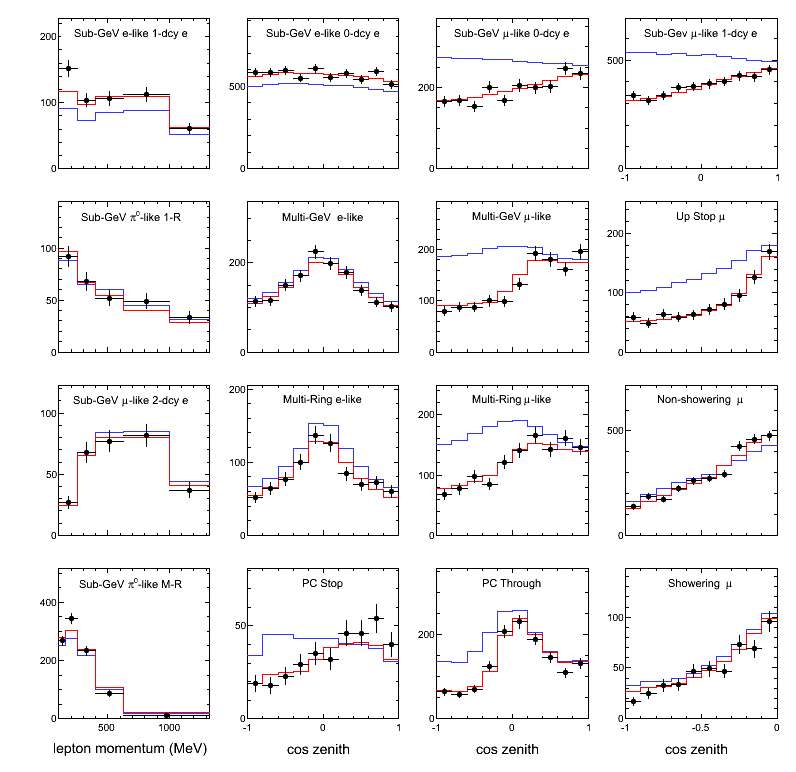 Sub-GeV e-like 1-dcy e
Sub-GeV e-like 0-dcy e
Sub-GeV μ-like 0-dcy e
Sub-Gev μ-like 1-dcy e
200
100
0
500
0
200
100
0
500
0
-1 0 1
Sub-GeV π⁰-like 1-R
Multi-GeV e-like
Multi-GeV μ-like
Up Stop μ
100
50
0
200
0
200
100
0
200
100
0
Sub-GeV μ-like 2-dcy e
Multi-Ring e-like
Multi-Ring μ-like
Non-showering μ
100
50
0
200
100
0
200
100
0
500
0
Sub-GeV π⁰-like M-R
PC Stop
PC Through
Showering μ
400
200
0
50
0
200
0
100
50
0
500 1000
-1 0 1
-1 0 1
-1 -0.5 0
lepton momentum (MeV)
cos zenith
cos zenith
cos zenith